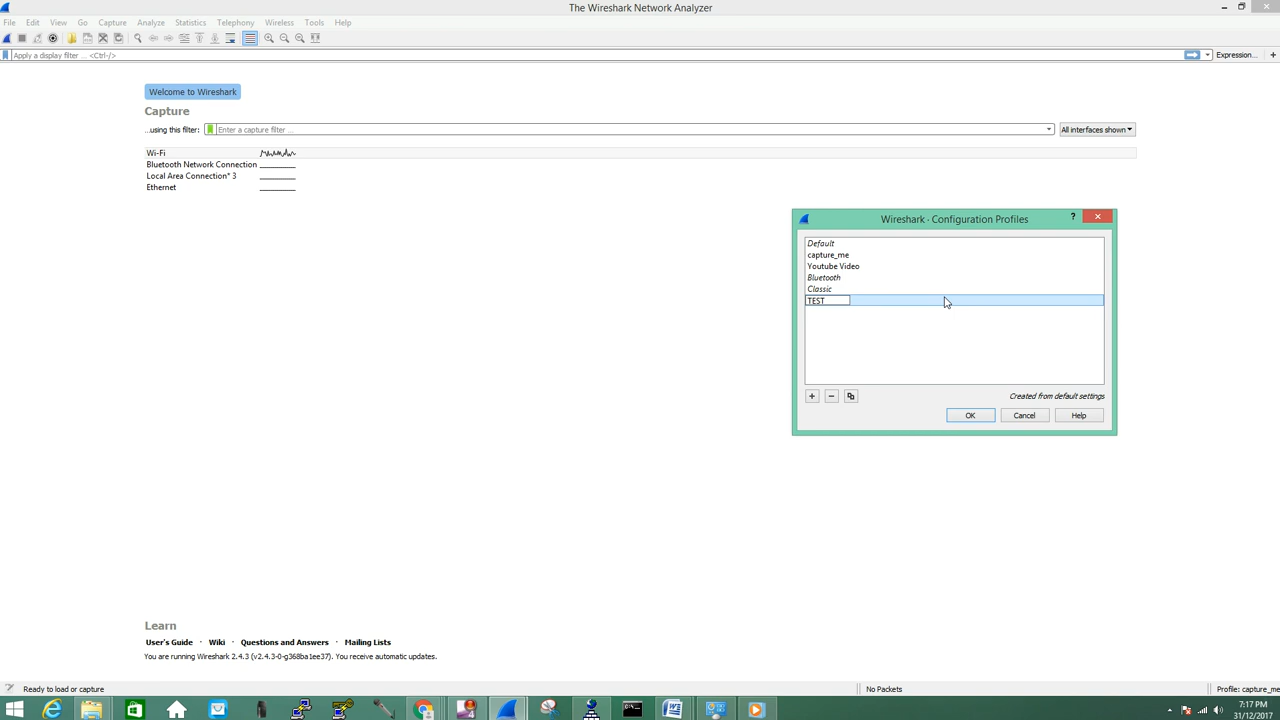 The Wireshark Network Analyzer
File Edit View Go Capture Analyze Statistics Telephony Wireless Tools Help
Apply a display filter ... <Ctrl-/>
Expression...
+
Welcome to Wireshark
Capture
...using this filter:
Enter a capture filter ...
All interfaces shown
Wi-Fi
Bluetooth Network Connection
Local Area Connection* 3
Ethernet
Wireshark · Configuration Profiles
?
Default
capture_me
Youtube Video
Bluetooth
Classic
TEST
Created from default settings
OK Cancel Help
Learn
User's Guide · Wiki · Questions and Answers · Mailing Lists
You are running Wireshark 2.4.3 (v2.4.3-0-g368ba1ee37). You receive automatic updates.
Ready to load or capture
No Packets
Profile: capture_me
7:17 PM
31/12/2017